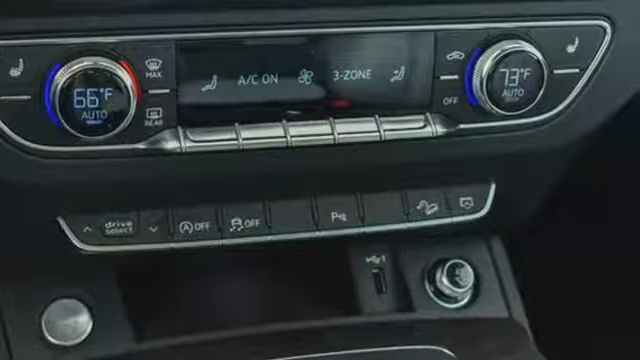 MAX
66°F
AUTO
REAR
A/C ON
3-ZONE
OFF
73°F
AUTO
drive
select
OFF
OFF
P